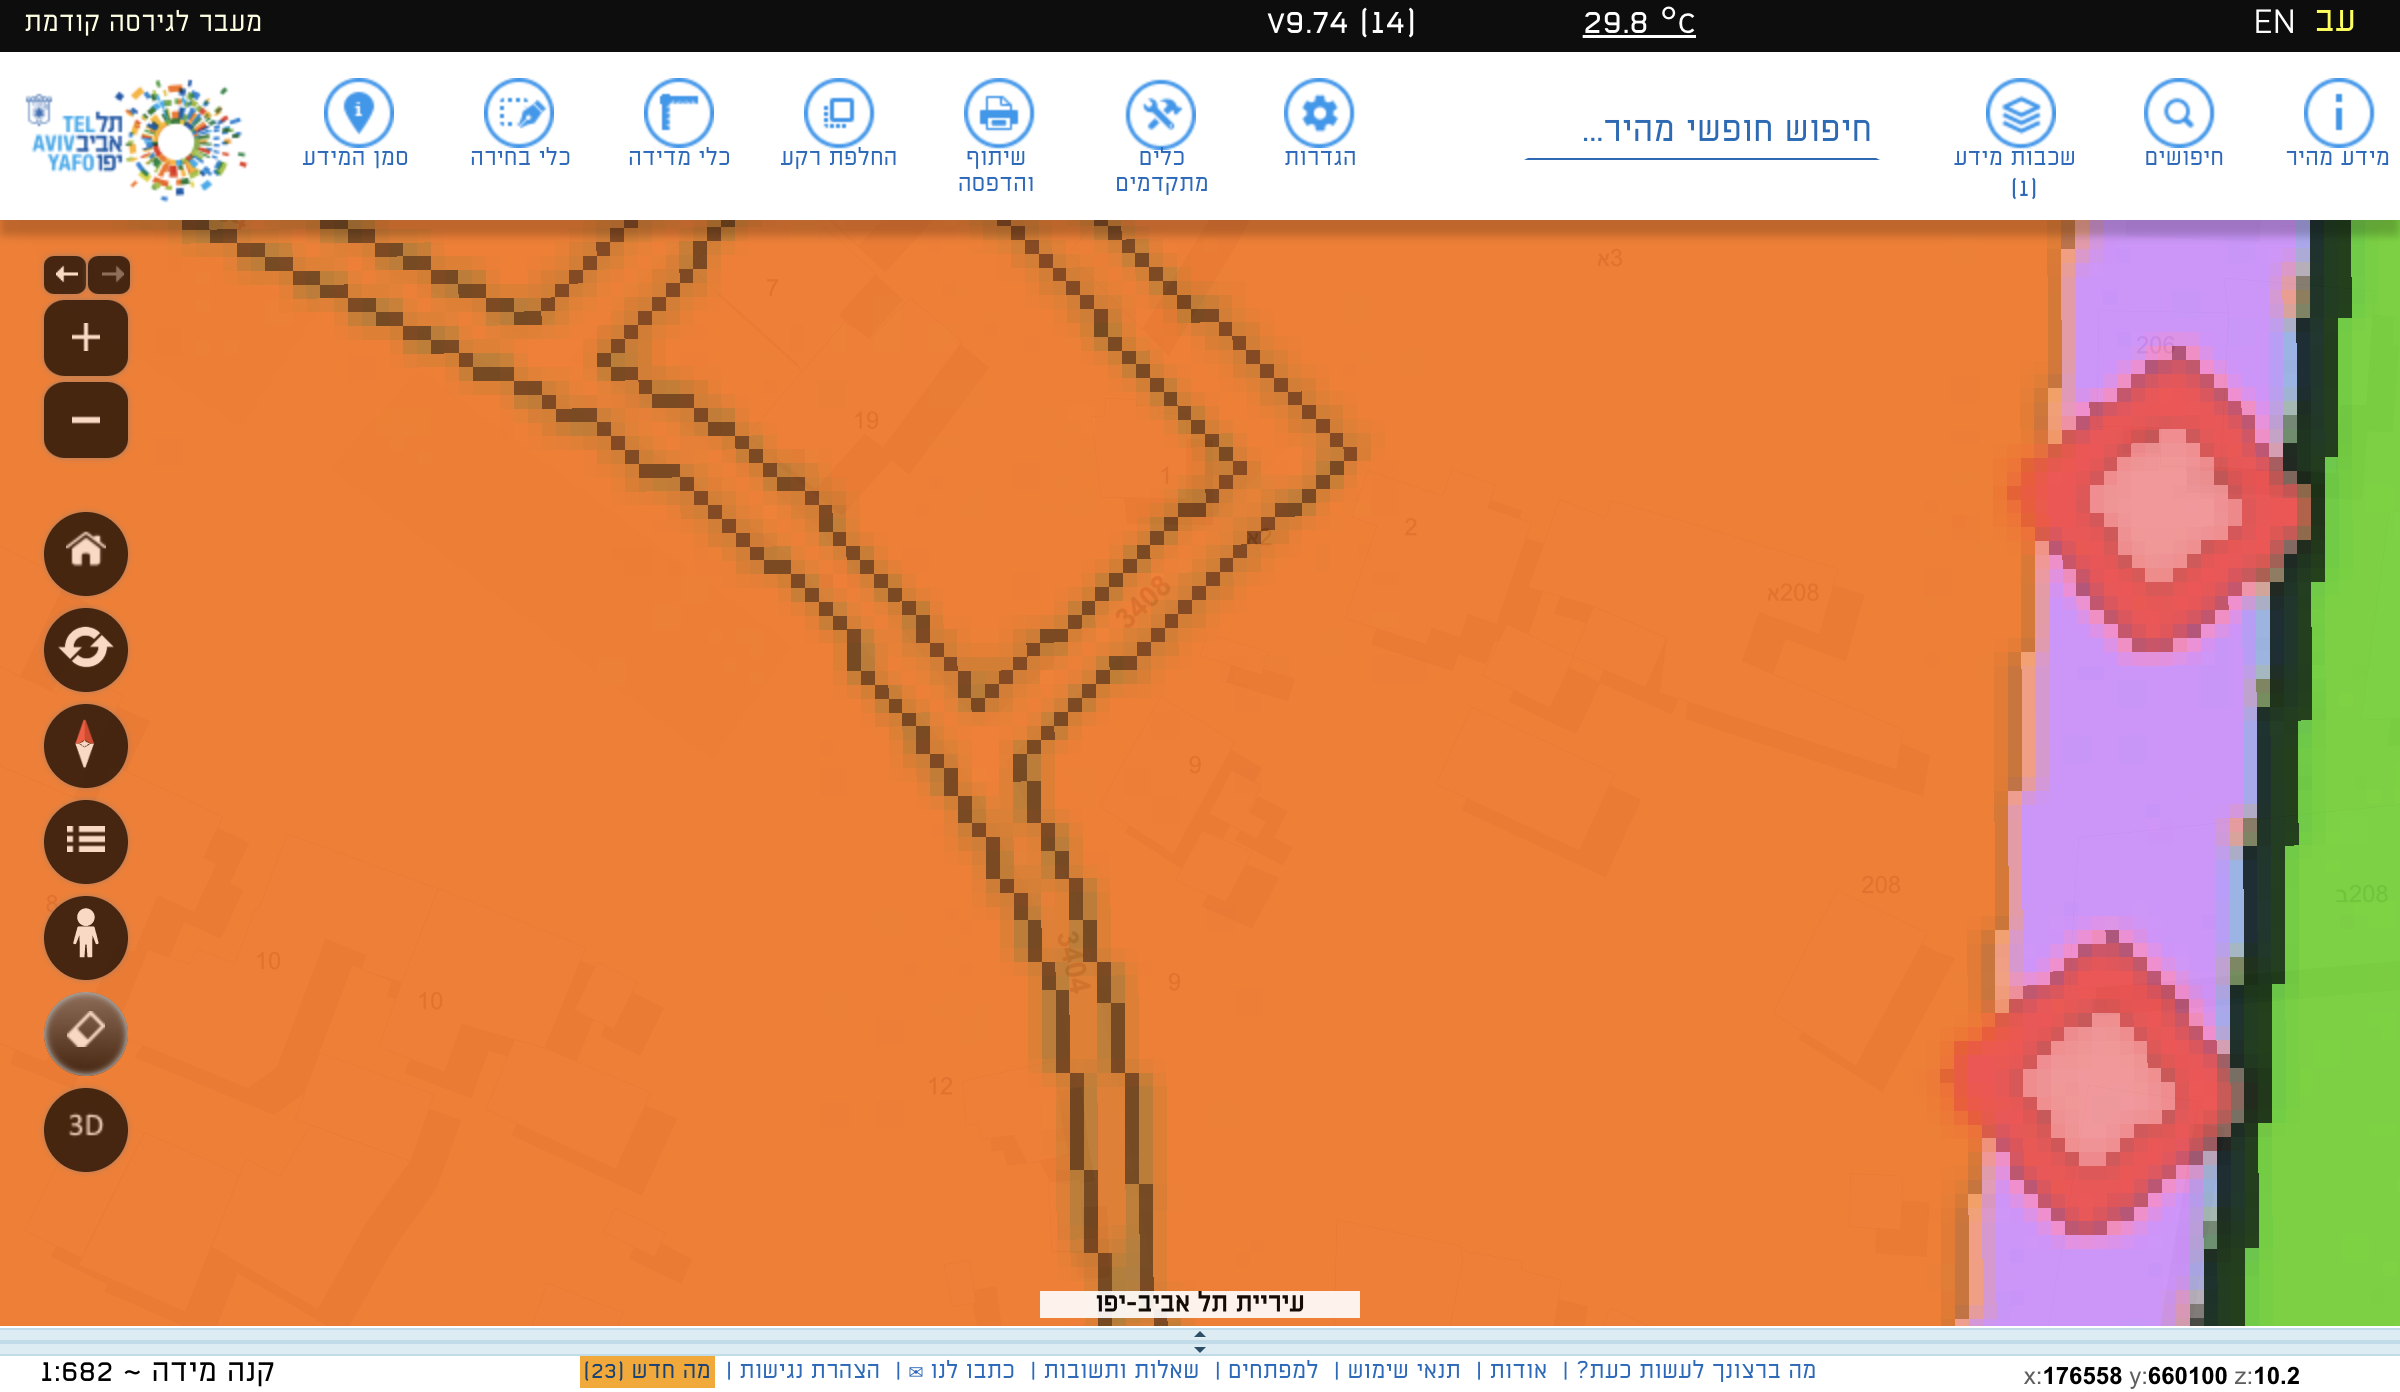 עב EN
29.8 °C
V9.74 (14)
מעבר לגירסה קודמת
מידע מהיר
חיפושים
שכבות מידע
(1)
חיפוש חופשי מהיר...
הגדרות
כלים
מתקדמים
שיתוף
והדפסה
החלפת רקע
כלי מדידה
כלי בחירה
סמן המידע
תל
אביב
יפו
TEL
AVIV
YAFO
3א
7
206
19
1
2א
2
3408
208א
9
208
208ב
8
10
10
3404
9
12
3D
עיריית תל אביב-יפו
x:176558 y:660100 z:10.2
מה ברצונך לעשות כעת? | אודות | תנאי שימוש | למפתחים | שאלות ותשובות | כתבו לנו ✉ | הצהרת נגישות | מה חדש (23)
קנה מידה ~ 1:682